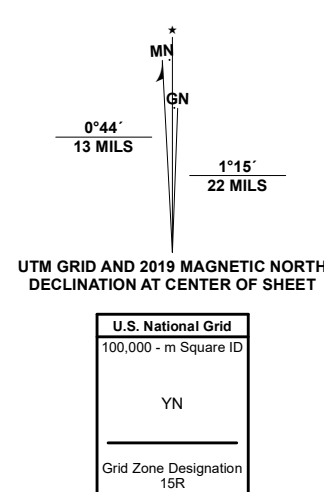 ★
MN
GN
0°44´
13 MILS
1°15´
22 MILS
UTM GRID AND 2019 MAGNETIC NORTH
DECLINATION AT CENTER OF SHEET
U.S. National Grid
100,000 - m Square ID
YN
Grid Zone Designation
15R